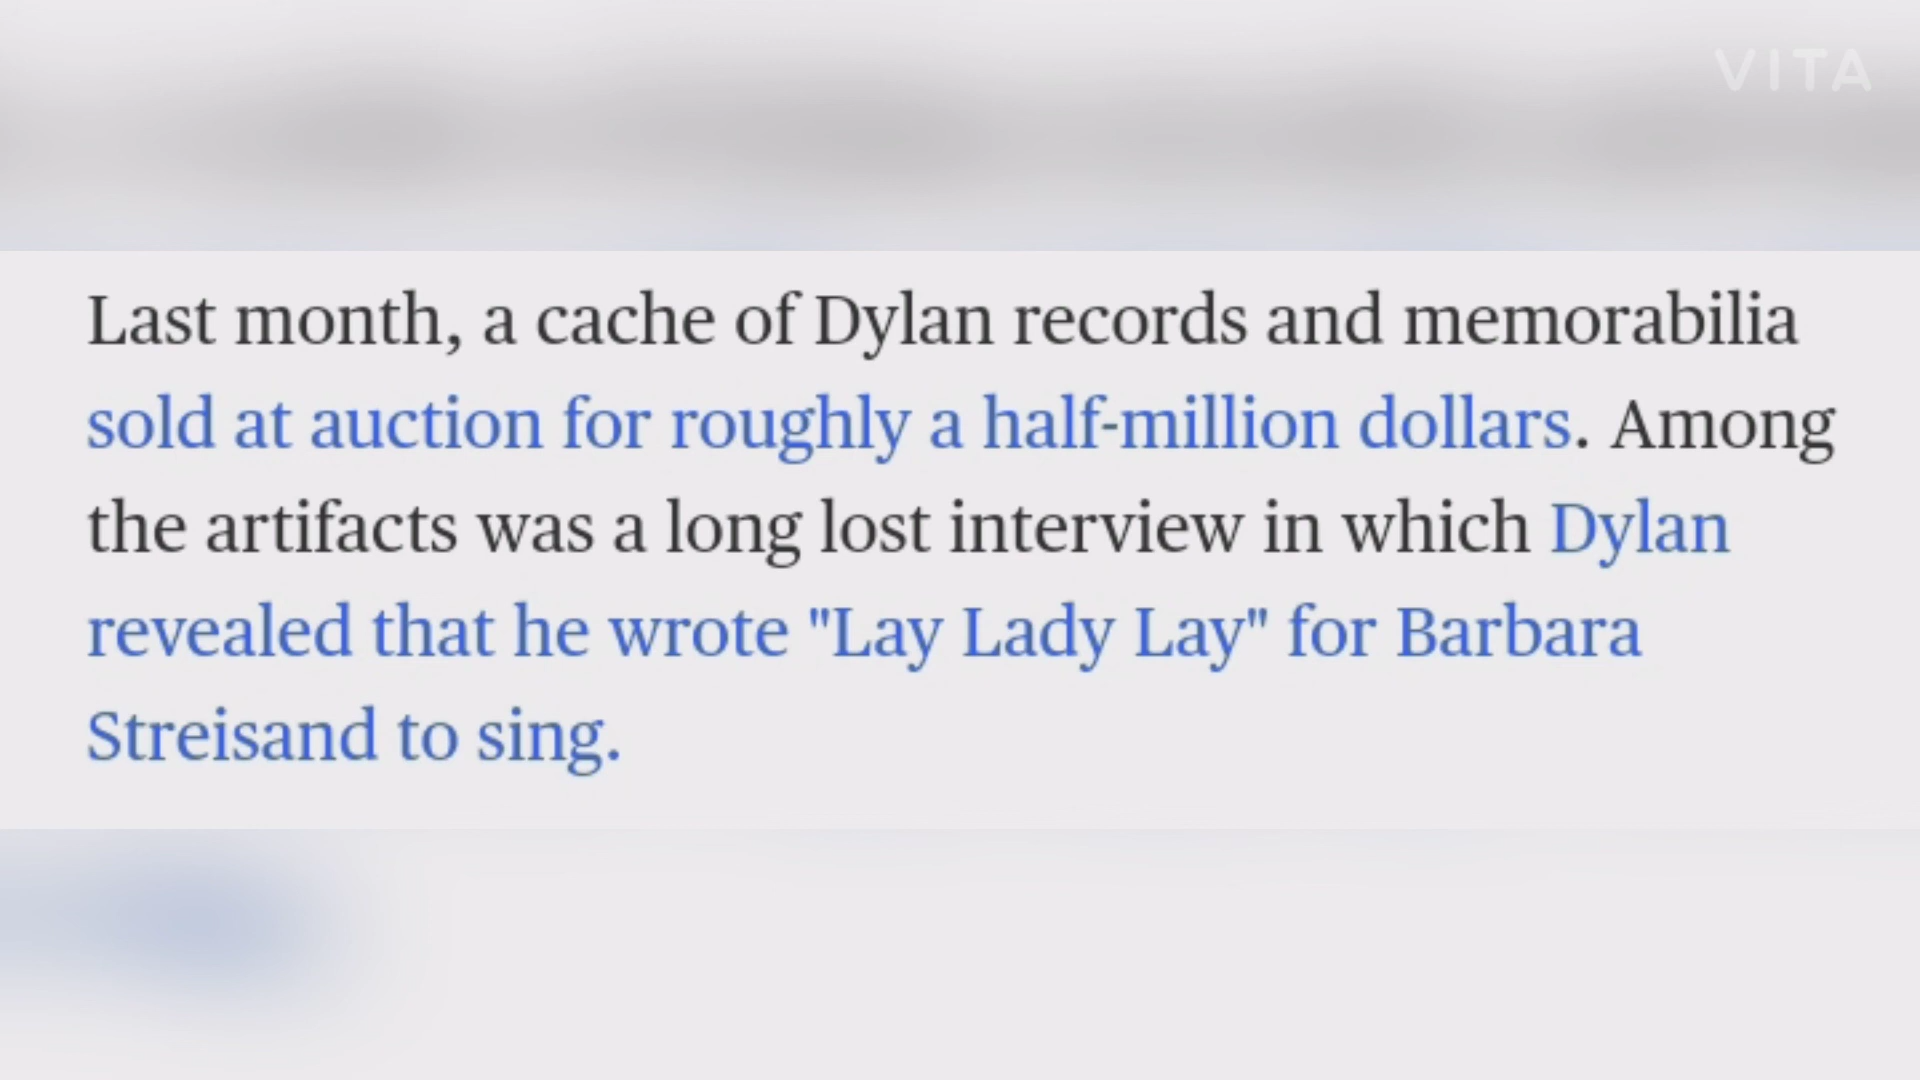 VITA
Last month, a cache of Dylan records and memorabilia
sold at auction for roughly a half-million dollars. Among
the artifacts was a long lost interview in which Dylan
revealed that he wrote "Lay Lady Lay" for Barbara
Streisand to sing.